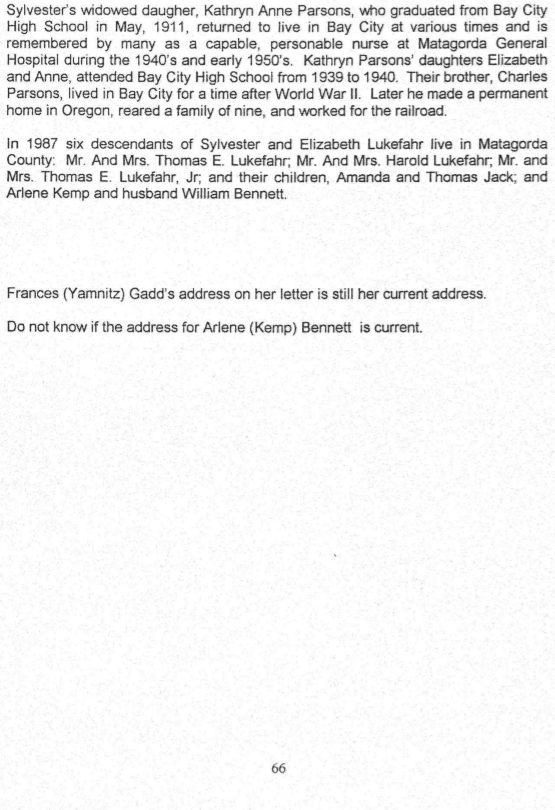 Sylvester's widowed daugher, Kathryn Anne Parsons, who graduated from Bay City
High School in May, 1911, returned to live in Bay City at various times and is
remembered by many as a capable, personable nurse at Matagorda General
Hospital during the 1940's and early 1950's. Kathryn Parsons' daughters Elizabeth
and Anne, attended Bay City High School from 1939 to 1940. Their brother, Charles
Parsons, lived in Bay City for a time after World War II. Later he made a permanent
home in Oregon, reared a family of nine, and worked for the railroad.
In 1987 six descendants of Sylvester and Elizabeth Lukefahr live in Matagorda
County: Mr. And Mrs. Thomas E. Lukefahr; Mr. And Mrs. Harold Lukefahr; Mr. and
Mrs. Thomas E. Lukefahr, Jr; and their children, Amanda and Thomas Jack; and
Arlene Kemp and husband William Bennett.
Frances (Yamnitz) Gadd's address on her letter is still her current address.
Do not know if the address for Arlene (Kemp) Bennett is current.
66